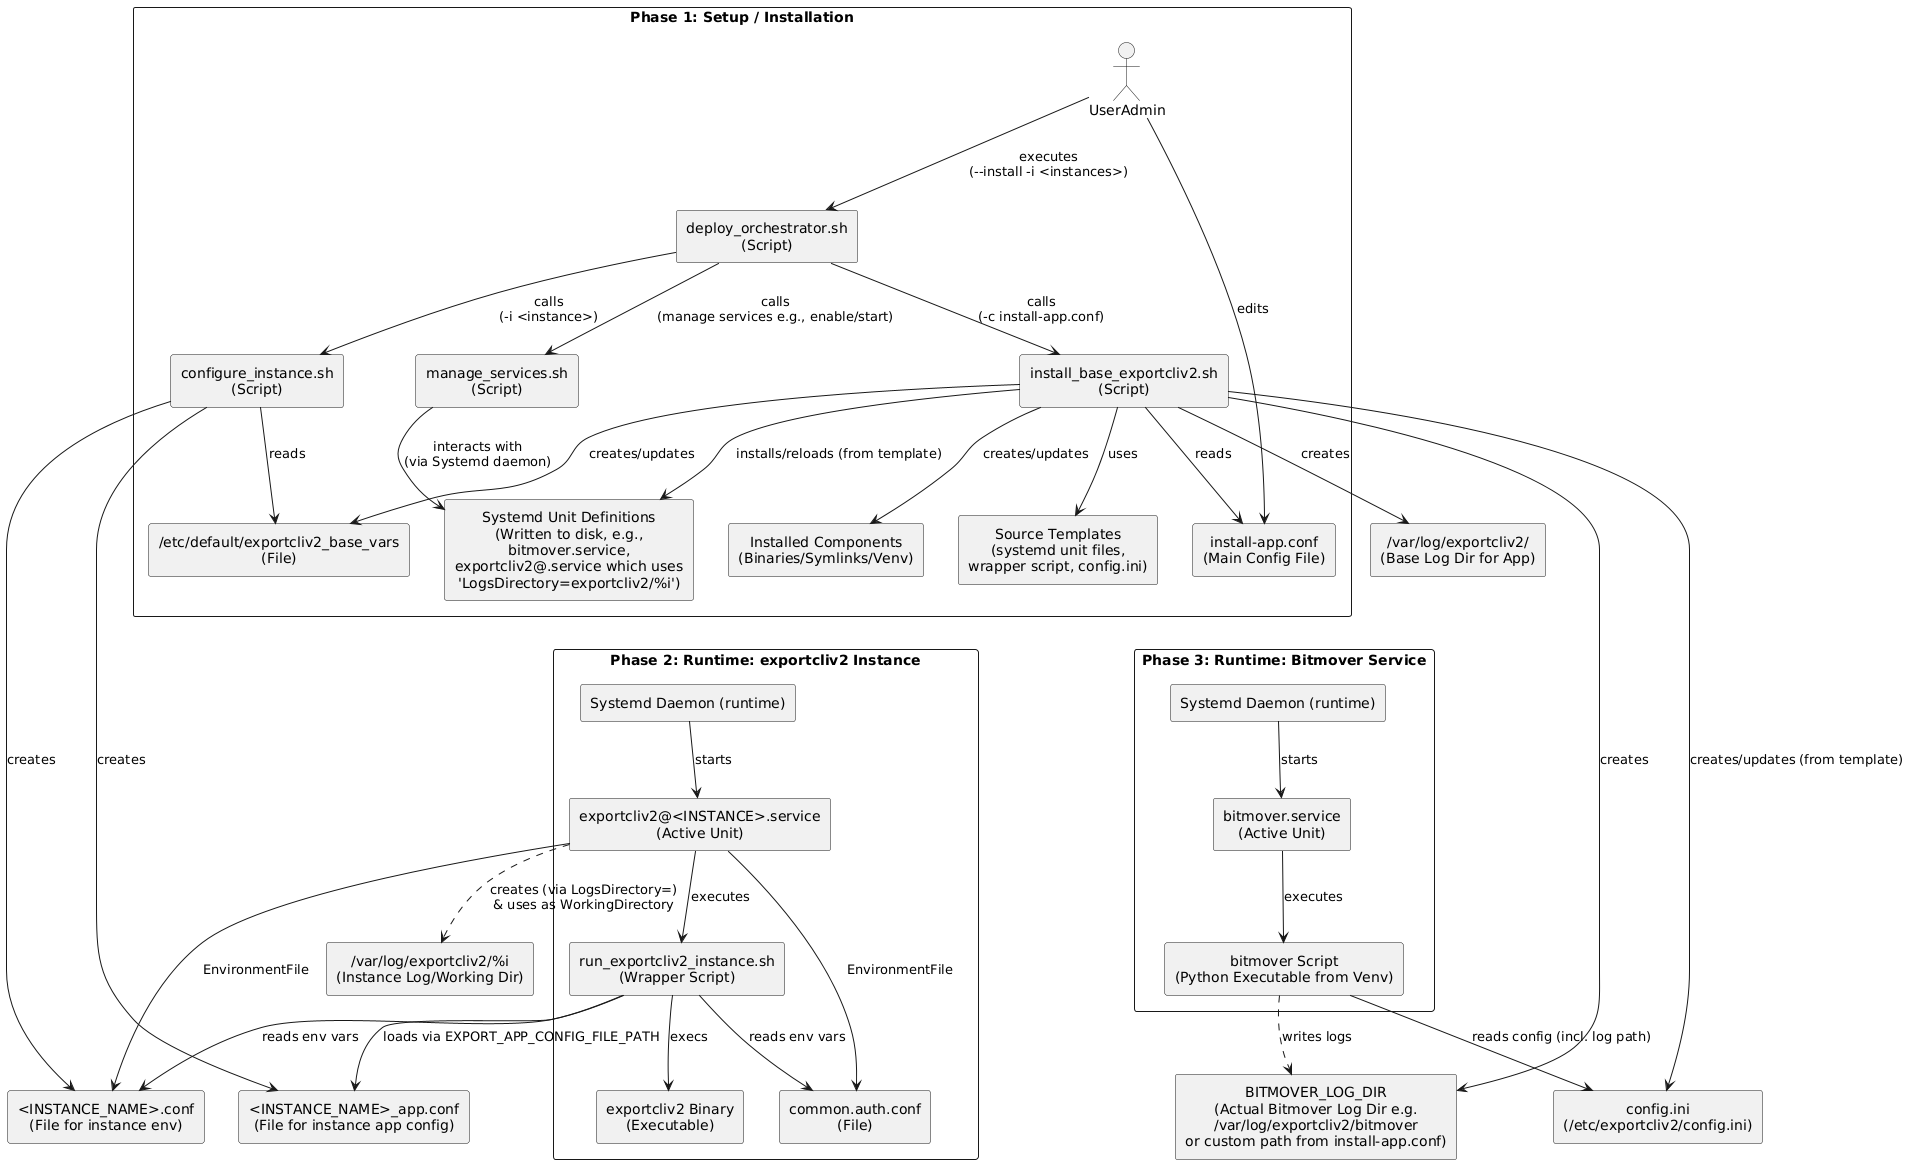 Phase 1: Setup / Installation
UserAdmin
executes
(--install -i <instances>)
deploy_orchestrator.sh
(Script)
calls
(-i <instance>)
calls
(manage services e.g., enable/start)
calls
(-c install-app.conf)
edits
configure_instance.sh
(Script)
manage_services.sh
(Script)
install_base_exportcliv2.sh
(Script)
reads
interacts with
(via Systemd daemon)
creates/updates
installs/reloads (from template)
creates/updates
uses
reads
creates
/etc/default/exportcliv2_base_vars
(File)
Systemd Unit Definitions
(Written to disk, e.g.,
bitmover.service,
exportcliv2@.service which uses
'LogsDirectory=exportcliv2/%i')
Installed Components
(Binaries/Symlinks/Venv)
Source Templates
(systemd unit files,
wrapper script, config.ini)
install-app.conf
(Main Config File)
/var/log/exportcliv2/
(Base Log Dir for App)
Phase 2: Runtime: exportcliv2 Instance
Phase 3: Runtime: Bitmover Service
Systemd Daemon (runtime)
Systemd Daemon (runtime)
creates
creates
starts
starts
creates
creates/updates (from template)
exportcliv2@<INSTANCE>.service
(Active Unit)
bitmover.service
(Active Unit)
creates (via LogsDirectory=)
& uses as WorkingDirectory
executes
executes
EnvironmentFile
/var/log/exportcliv2/%i
(Instance Log/Working Dir)
run_exportcliv2_instance.sh
(Wrapper Script)
EnvironmentFile
bitmover Script
(Python Executable from Venv)
reads env vars
loads via EXPORT_APP_CONFIG_FILE_PATH
execs
reads env vars
writes logs
reads config (incl. log path)
<INSTANCE_NAME>.conf
(File for instance env)
<INSTANCE_NAME>_app.conf
(File for instance app config)
exportcliv2 Binary
(Executable)
common.auth.conf
(File)
BITMOVER_LOG_DIR
(Actual Bitmover Log Dir e.g.
/var/log/exportcliv2/bitmover
or custom path from install-app.conf)
config.ini
(/etc/exportcliv2/config.ini)